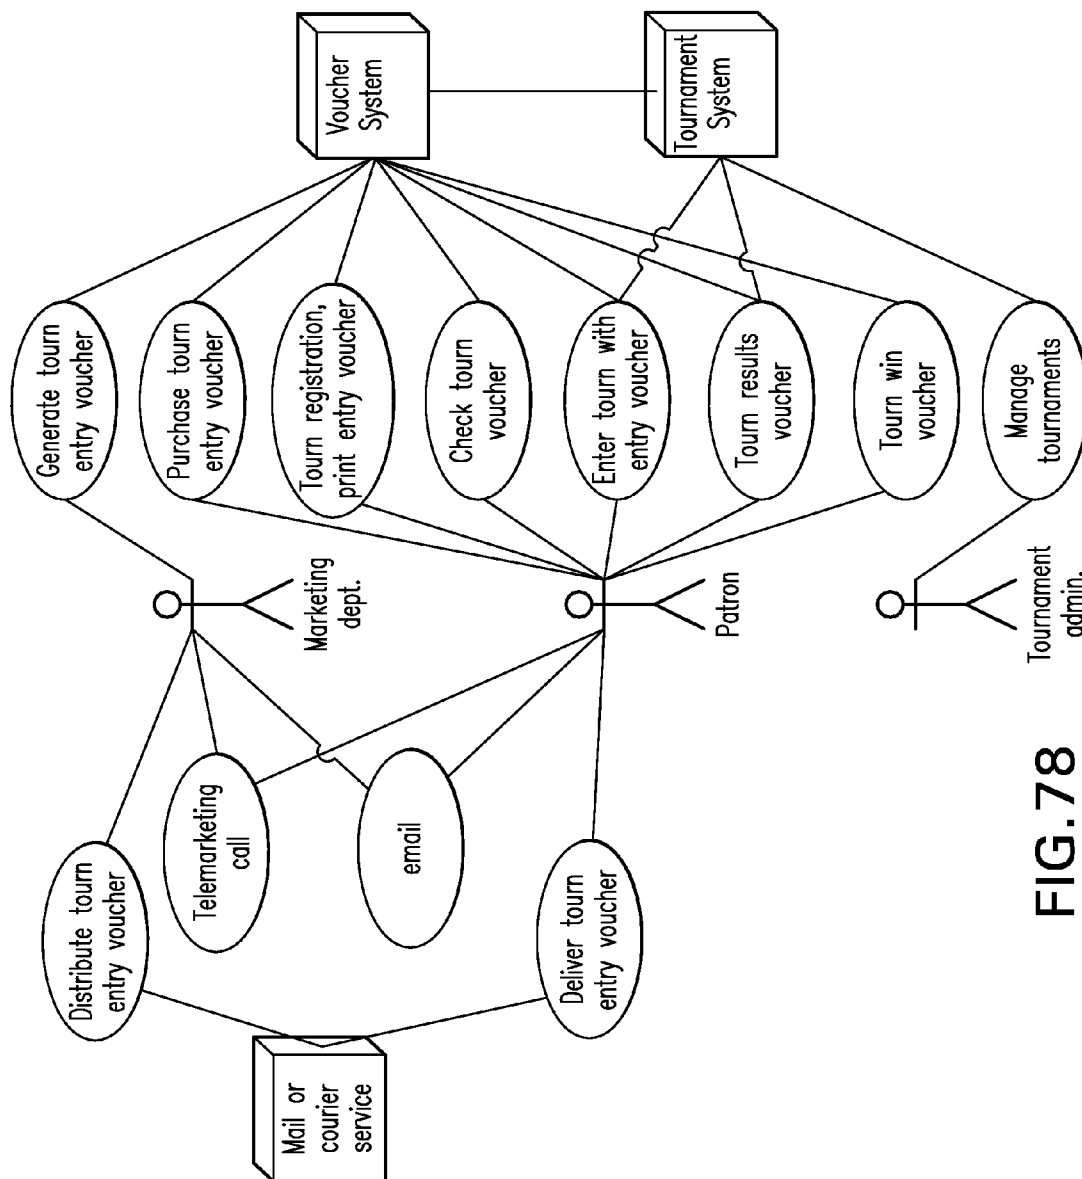 Voucher
System
Tournament
System
Generate tourn
entry voucher
Purchase tourn
entry voucher
Tourn registration,
print entry voucher
Check tourn
voucher
Enter tourn with
entry voucher
Tourn results
voucher
Tourn win
voucher
Manage
tournaments
Marketing
dept.
Patron
Tournament
admin.
Distribute tourn
entry voucher
Telemarketing
call
email
Deliver tourn
entry voucher
Mail or
courier
service
FIG.78